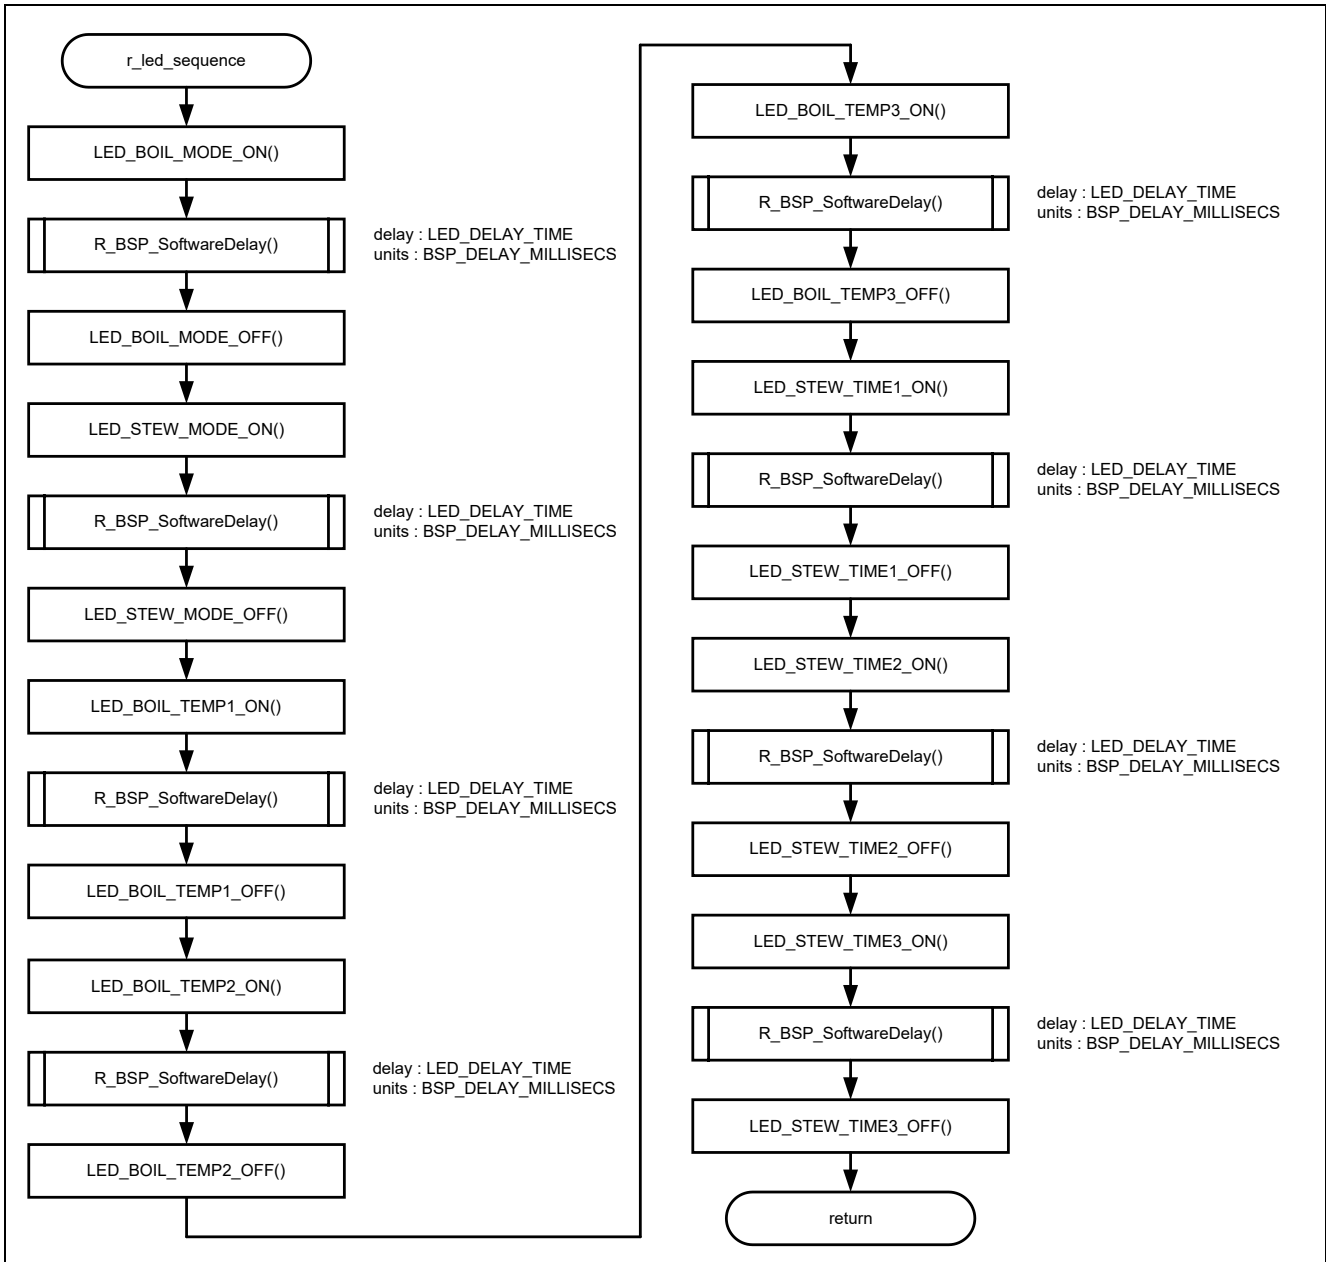 r_led_sequence
LED_BOIL_MODE_ON()
R_BSP_SoftwareDelay()
delay : LED_DELAY_TIME
units : BSP_DELAY_MILLISECS
LED_BOIL_MODE_OFF()
LED_STEW_MODE_ON()
R_BSP_SoftwareDelay()
delay : LED_DELAY_TIME
units : BSP_DELAY_MILLISECS
LED_STEW_MODE_OFF()
LED_BOIL_TEMP1_ON()
R_BSP_SoftwareDelay()
delay : LED_DELAY_TIME
units : BSP_DELAY_MILLISECS
LED_BOIL_TEMP1_OFF()
LED_BOIL_TEMP2_ON()
R_BSP_SoftwareDelay()
delay : LED_DELAY_TIME
units : BSP_DELAY_MILLISECS
LED_BOIL_TEMP2_OFF()
LED_BOIL_TEMP3_ON()
R_BSP_SoftwareDelay()
delay : LED_DELAY_TIME
units : BSP_DELAY_MILLISECS
LED_BOIL_TEMP3_OFF()
LED_STEW_TIME1_ON()
R_BSP_SoftwareDelay()
delay : LED_DELAY_TIME
units : BSP_DELAY_MILLISECS
LED_STEW_TIME1_OFF()
LED_STEW_TIME2_ON()
R_BSP_SoftwareDelay()
delay : LED_DELAY_TIME
units : BSP_DELAY_MILLISECS
LED_STEW_TIME2_OFF()
LED_STEW_TIME3_ON()
R_BSP_SoftwareDelay()
delay : LED_DELAY_TIME
units : BSP_DELAY_MILLISECS
LED_STEW_TIME3_OFF()
return